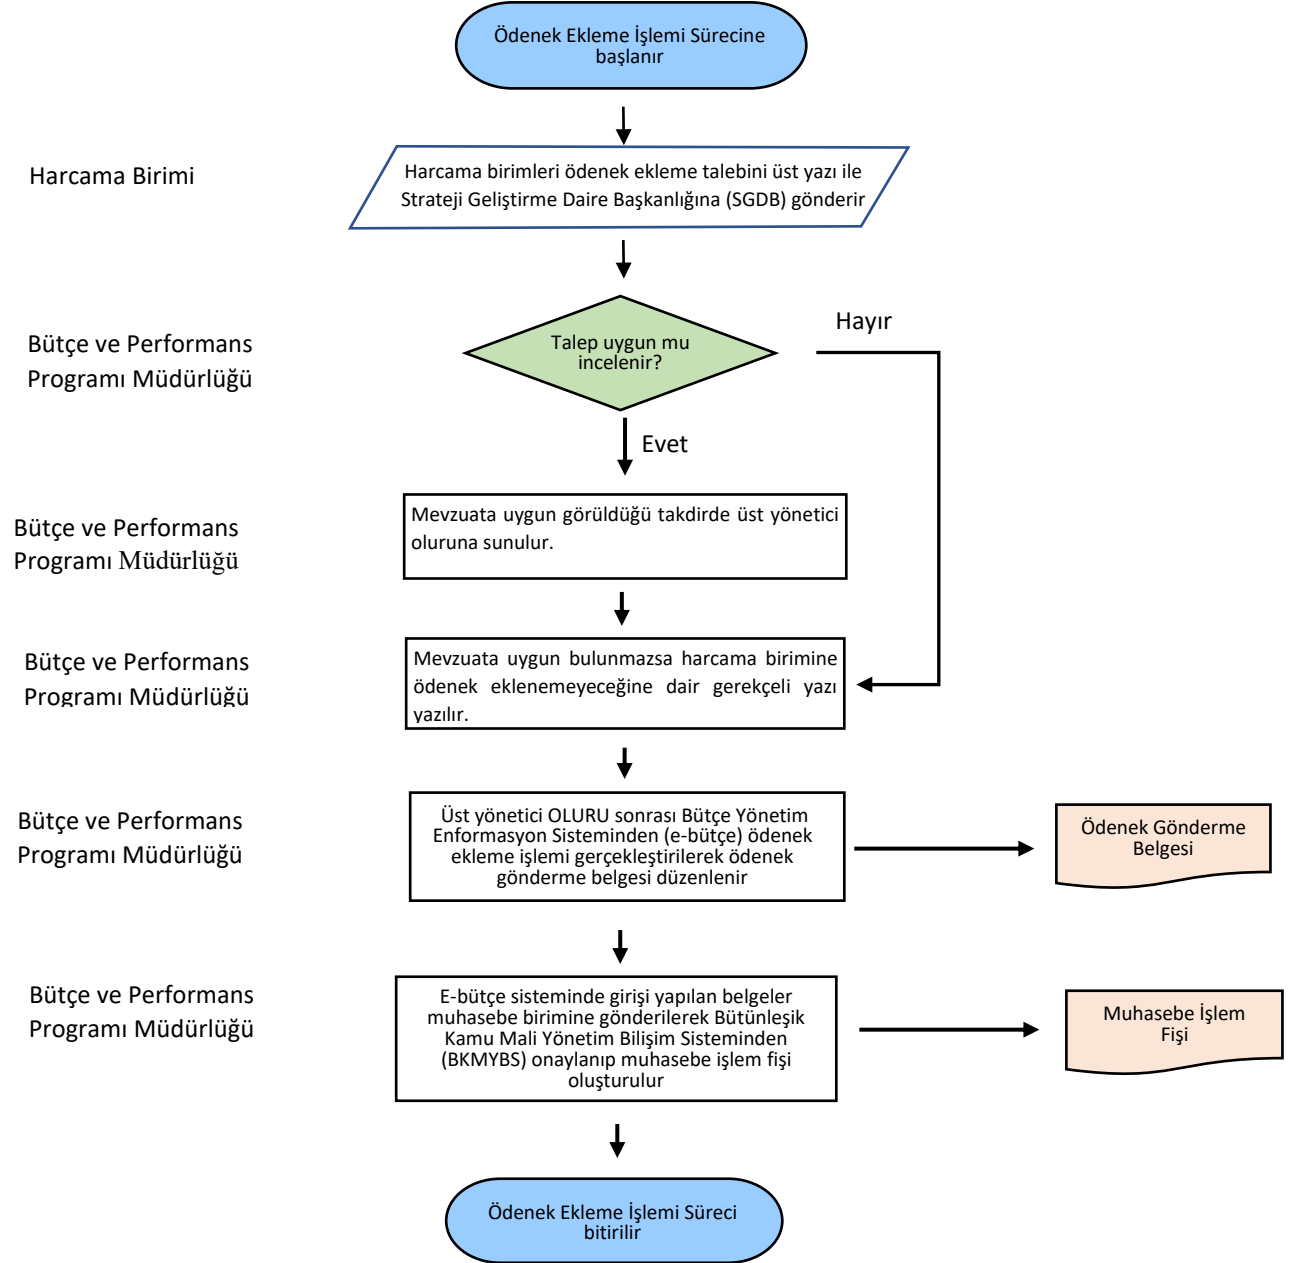 Ödenek Ekleme İşlemi Sürecine
başlanır
Harcama Birimi
Harcama birimleri ödenek ekleme talebini üst yazı ile
Strateji Geliştirme Daire Başkanlığına (SGDB) gönderir
Bütçe ve Performans
Programı Müdürlüğü
Talep uygun mu
incelenir?
Hayır
Evet
Bütçe ve Performans
Programı Müdürlüğü
Mevzuata uygun görüldüğü takdirde üst yönetici
oluruna sunulur.
Bütçe ve Performans
Programı Müdürlüğü
Mevzuata uygun bulunmazsa harcama birimine
ödenek eklenemeyeceğine dair gerekçeli yazı
yazılır.
Bütçe ve Performans
Programı Müdürlüğü
Üst yönetici OLURU sonrası Bütçe Yönetim
Enformasyon Sisteminden (e-bütçe) ödenek
ekleme işlemi gerçekleştirilerek ödenek
gönderme belgesi düzenlenir
Ödenek Gönderme
Belgesi
Bütçe ve Performans
Programı Müdürlüğü
E-bütçe sisteminde girişi yapılan belgeler
muhasebe birimine gönderilerek Bütünleşik
Kamu Mali Yönetim Bilişim Sisteminden
(BKMYBS) onaylanıp muhasebe işlem fişi
oluşturulur
Muhasebe İşlem
Fişi
Ödenek Ekleme İşlemi Süreci
bitirilir